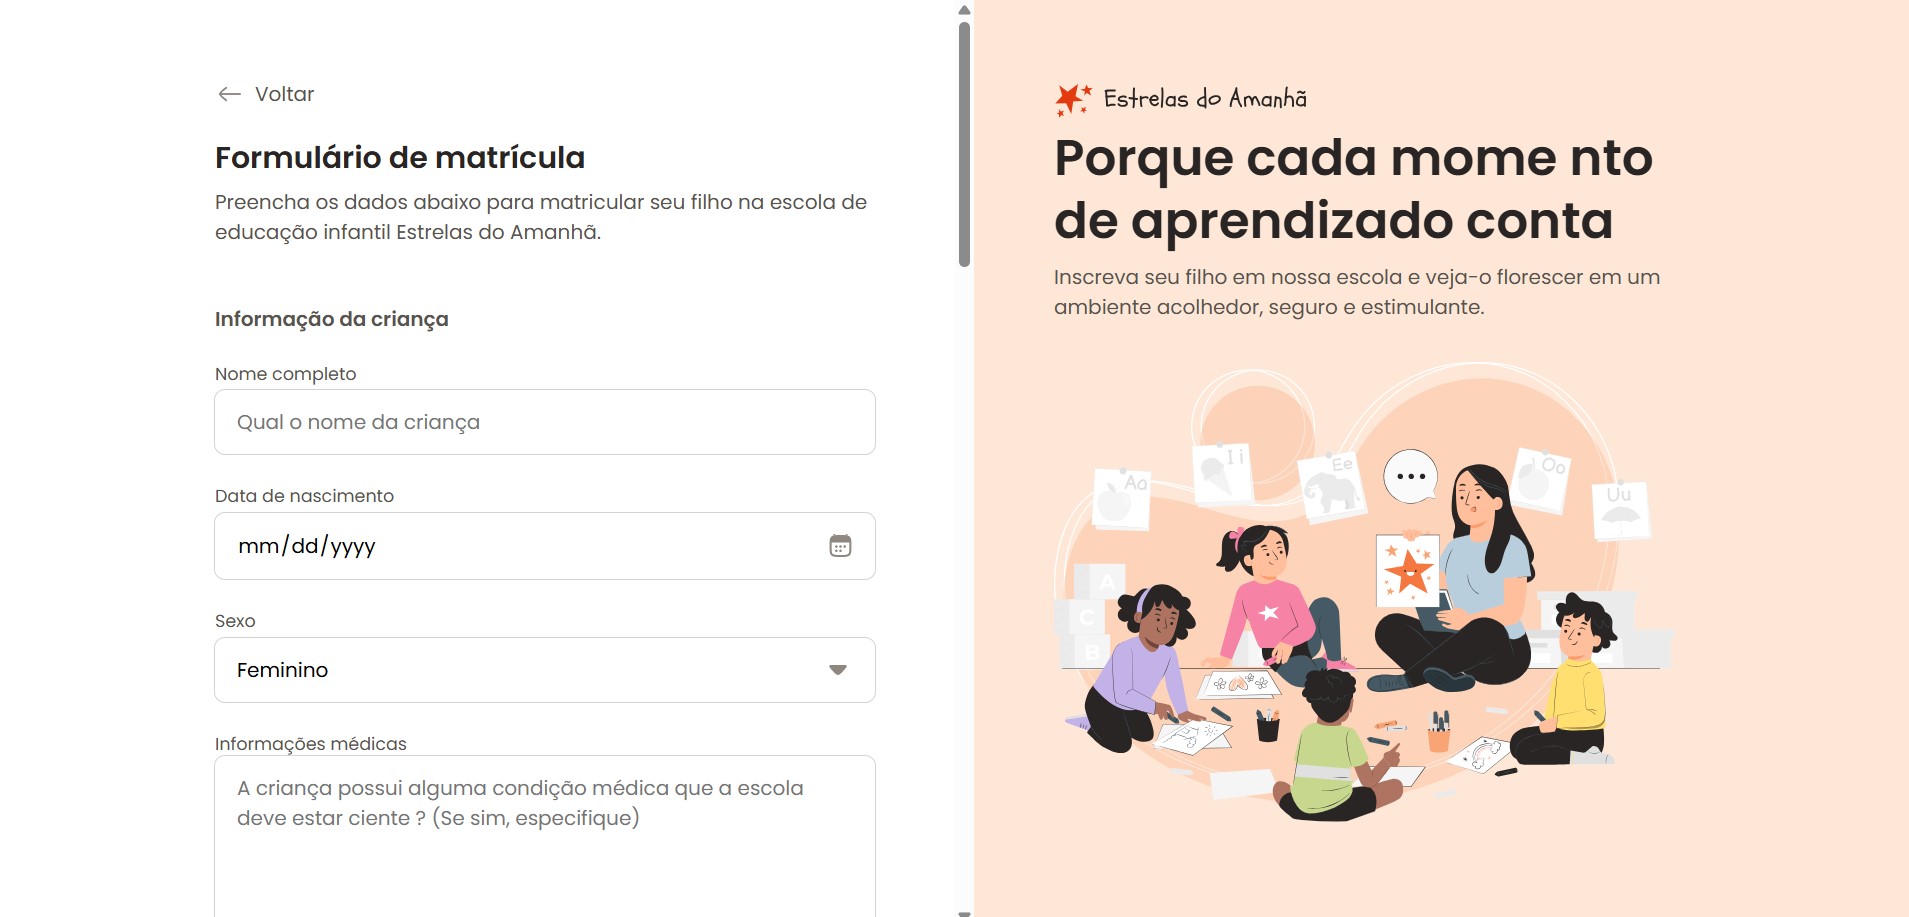 Voltar
Formulário de matrícula
Preencha os dados abaixo para matricular seu filho na escola de
educação infantil Estrelas do Amanhã.
Informação da criança
Nome completo
Qual o nome da criança
Data de nascimento
mm/dd/yyyy
Sexo
Feminino
Informações médicas
A criança possui alguma condição médica que a escola
deve estar ciente ? (Se sim, especifique)
Estrelas do Amanhã
Porque cada mome nto
de aprendizado conta
Inscreva seu filho em nossa escola e veja-o florescer em um
ambiente acolhedor, seguro e estimulante.
Aa
I i
Ee
Oo
Uu
A
C
B